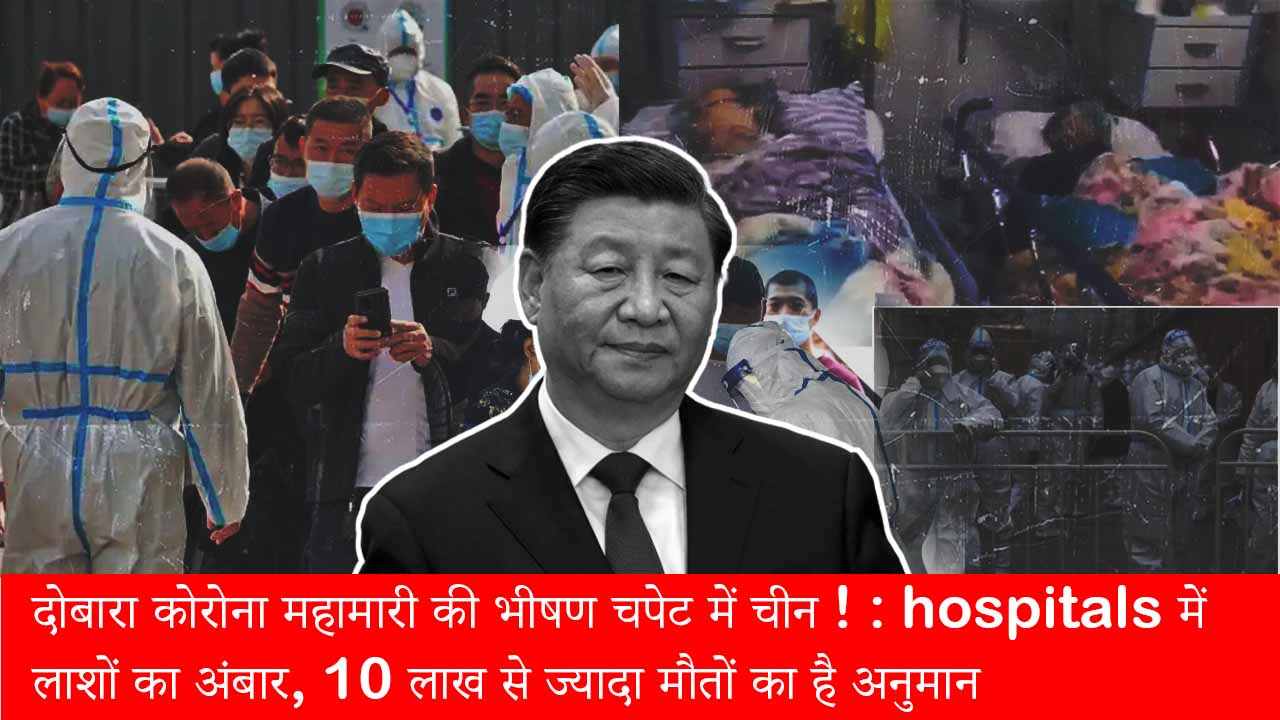 दोबारा कोरोना महामारी की भीषण चपेट में चीन ! : hospitals में
लाशों का अंबार, 10 लाख से ज्यादा मौतों का है अनुमान